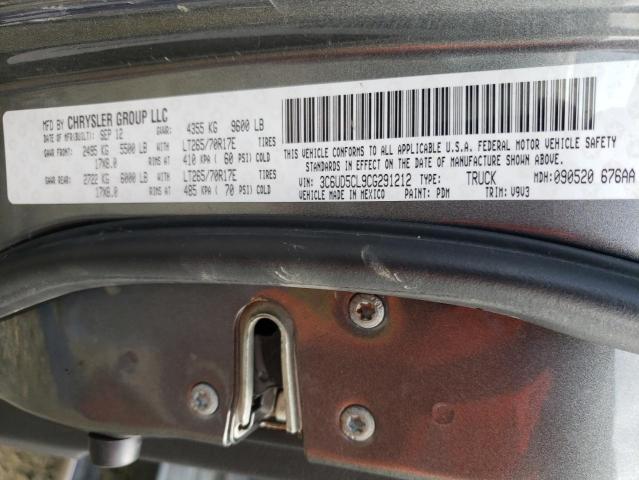 MFD BY CHRYSLER GROUP LLC
DATE OF MFR(BUILT): SEP 12 GVWR: 4355 KG 9600 LB
GAWR FRONT: 2495 KG 5500 LB WITH LT265/70R17E TIRES
17X8.0 RIMS AT 410 KPA ( 60 PSI) COLD
GAWR REAR: 2722 KG 6000 LB WITH LT265/70R17E TIRES
17X8.0 RIMS AT 485 KPA ( 70 PSI) COLD
THIS VEHICLE CONFORMS TO ALL APPLICABLE U.S.A. FEDERAL MOTOR VEHICLE SAFETY
STANDARDS IN EFFECT ON THE DATE OF MANUFACTURE SHOWN ABOVE.
VIN: 3C6UD5CL9CG291212 TYPE: TRUCK MDH: 090520 676AA
VEHICLE MADE IN MEXICO PAINT: PDM TRIM: V9V3